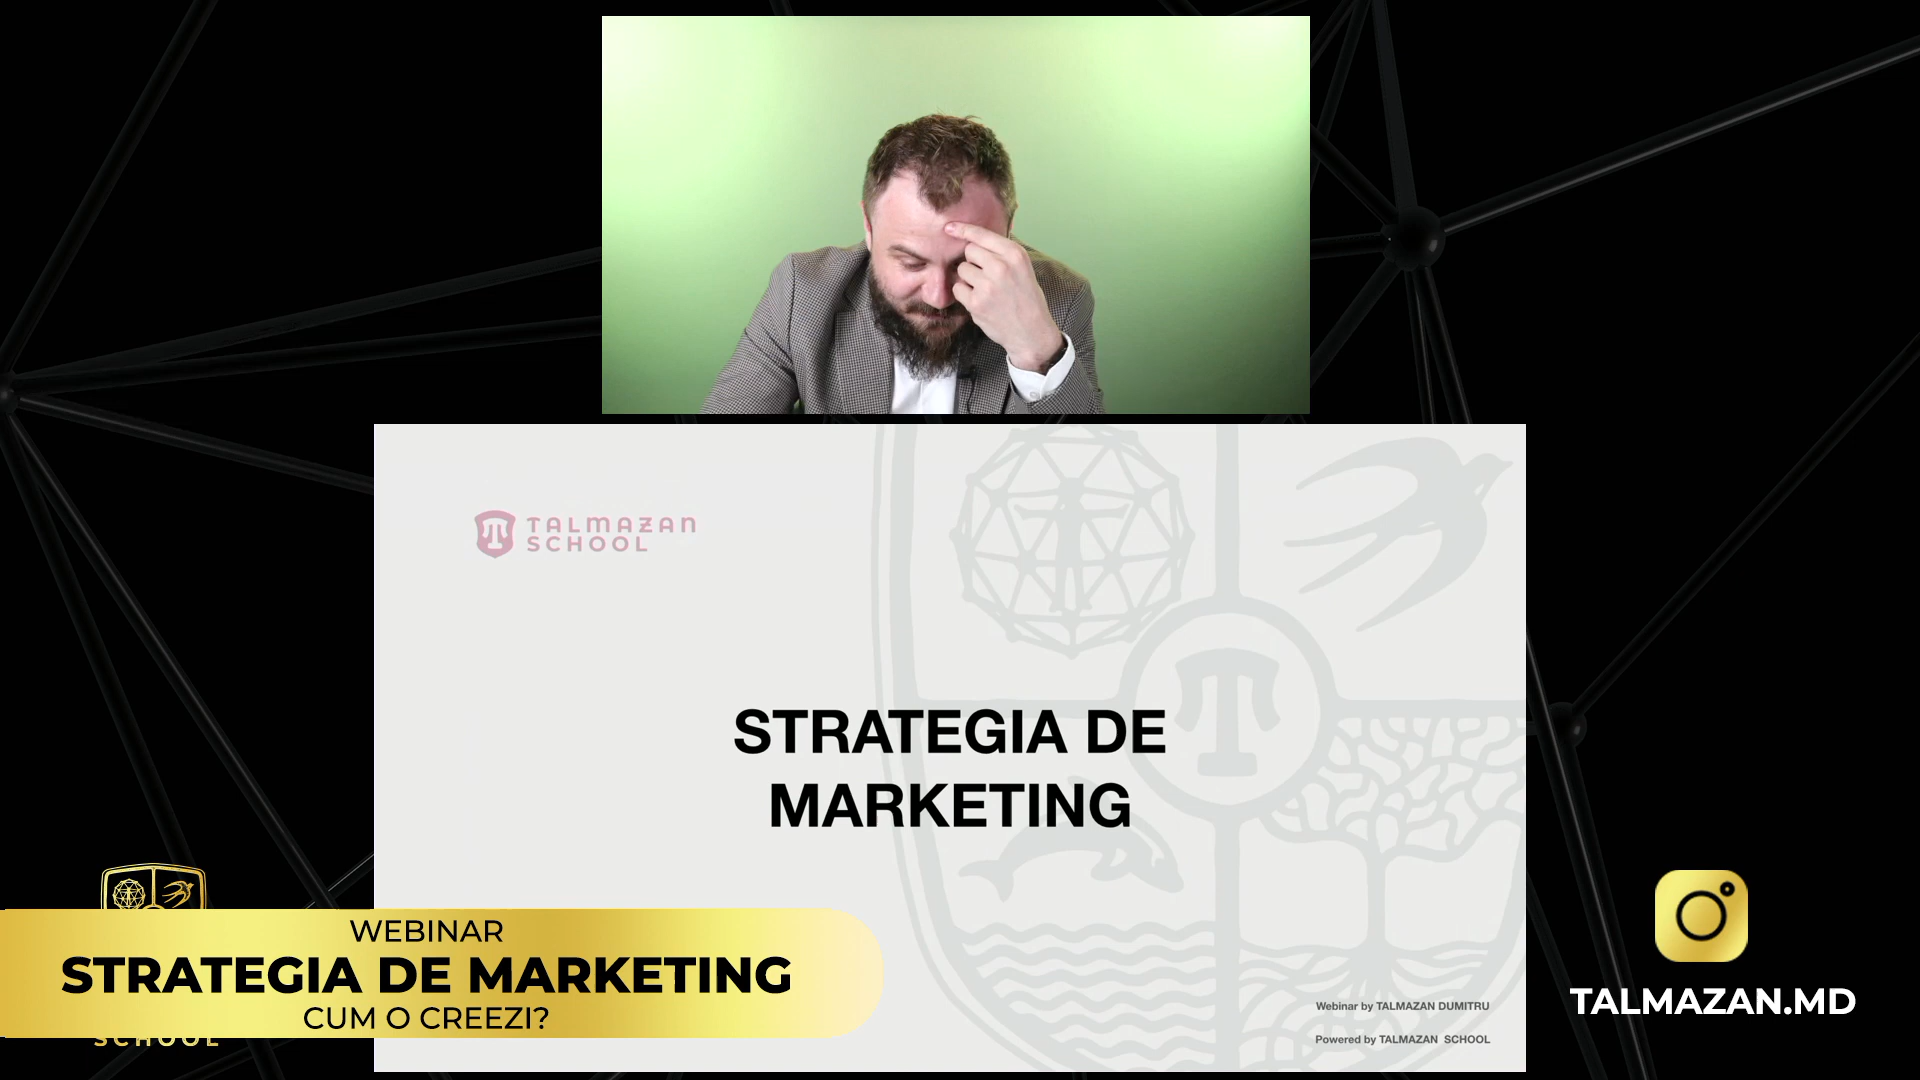 TALMAZAN
SCHOOL
STRATEGIA DE
MARKETING
Webinar by TALMAZAN DUMITRU
Powered by TALMAZAN SCHOOL
WEBINAR
STRATEGIA DE MARKETING
CUM O CREEZI?
SCHOOL
TALMAZAN.MD